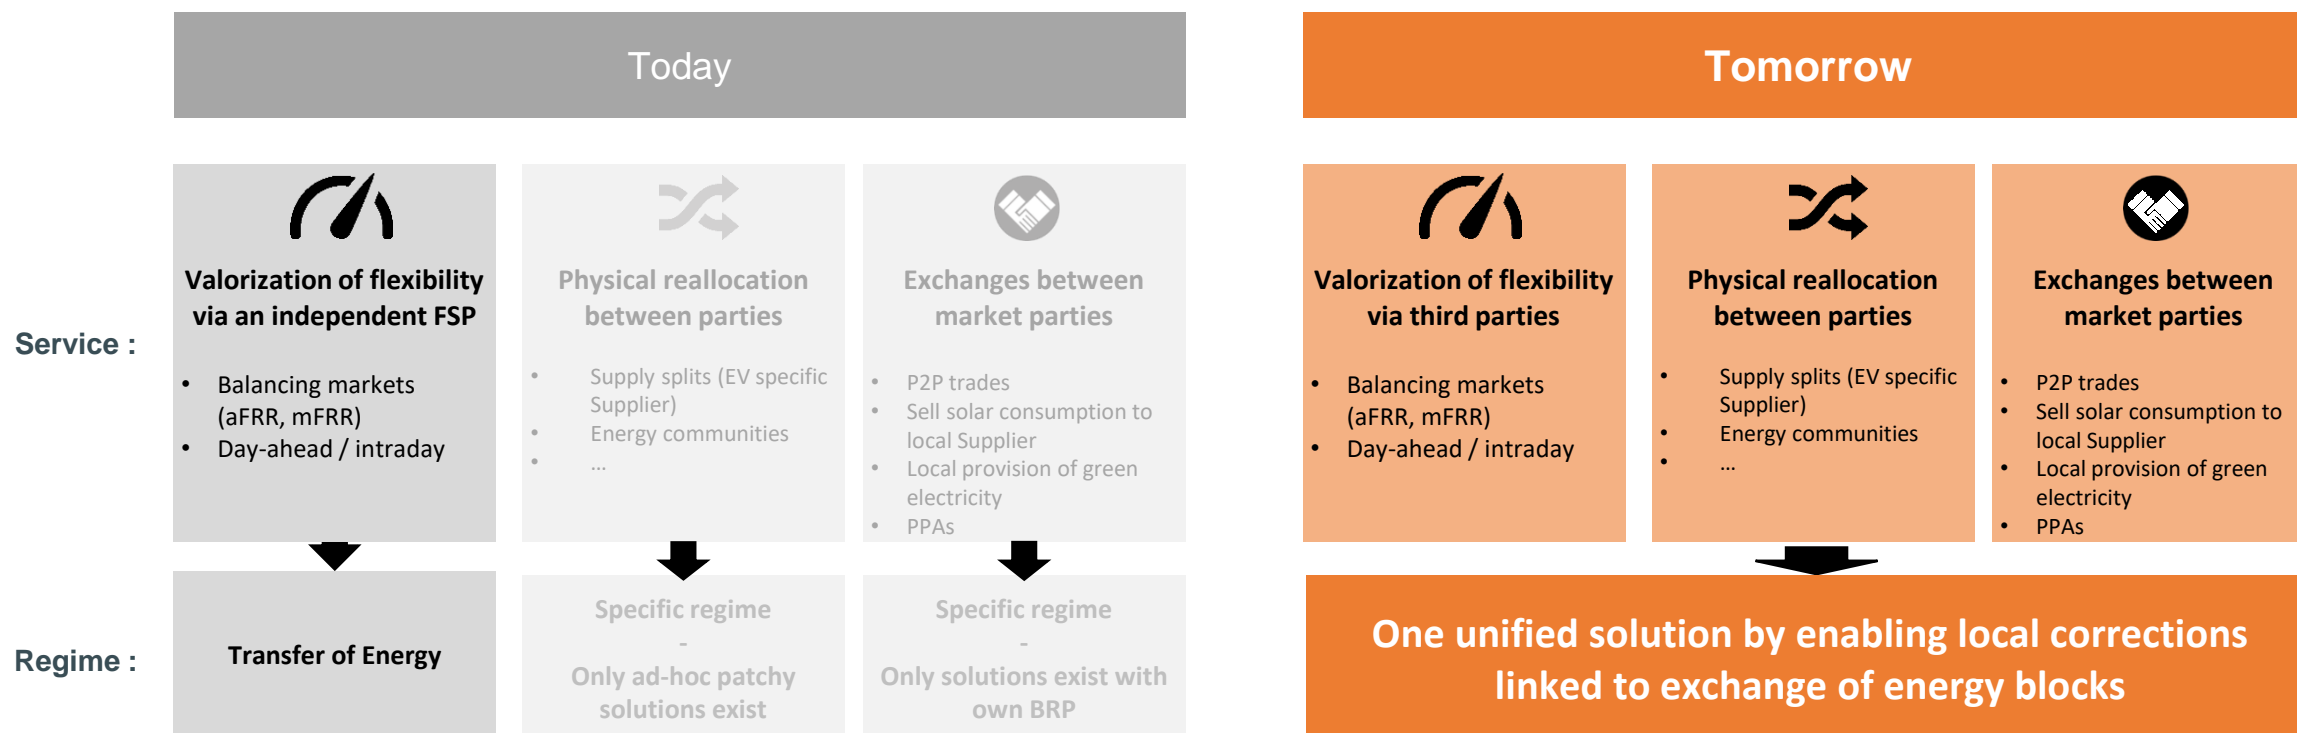 Today
Tomorrow
Service :
Valorization of flexibility
via an independent FSP
• Balancing markets
(aFRR, mFRR)
• Day-ahead / intraday
Physical reallocation
between parties
• Supply splits (EV specific
Supplier)
• Energy communities
• ...
Exchanges between
market parties
• P2P trades
• Sell solar consumption to
local Supplier
• Local provision of green
electricity
• PPAs
Valorization of flexibility
via third parties
• Balancing markets
(aFRR, mFRR)
• Day-ahead / intraday
Physical reallocation
between parties
• Supply splits (EV specific
Supplier)
• Energy communities
• ...
Exchanges between
market parties
• P2P trades
• Sell solar consumption to
local Supplier
• Local provision of green
electricity
• PPAs
Regime :
Transfer of Energy
Specific regime
-
Only ad-hoc patchy
solutions exist
Specific regime
-
Only solutions exist with
own BRP
One unified solution by enabling local corrections
linked to exchange of energy blocks